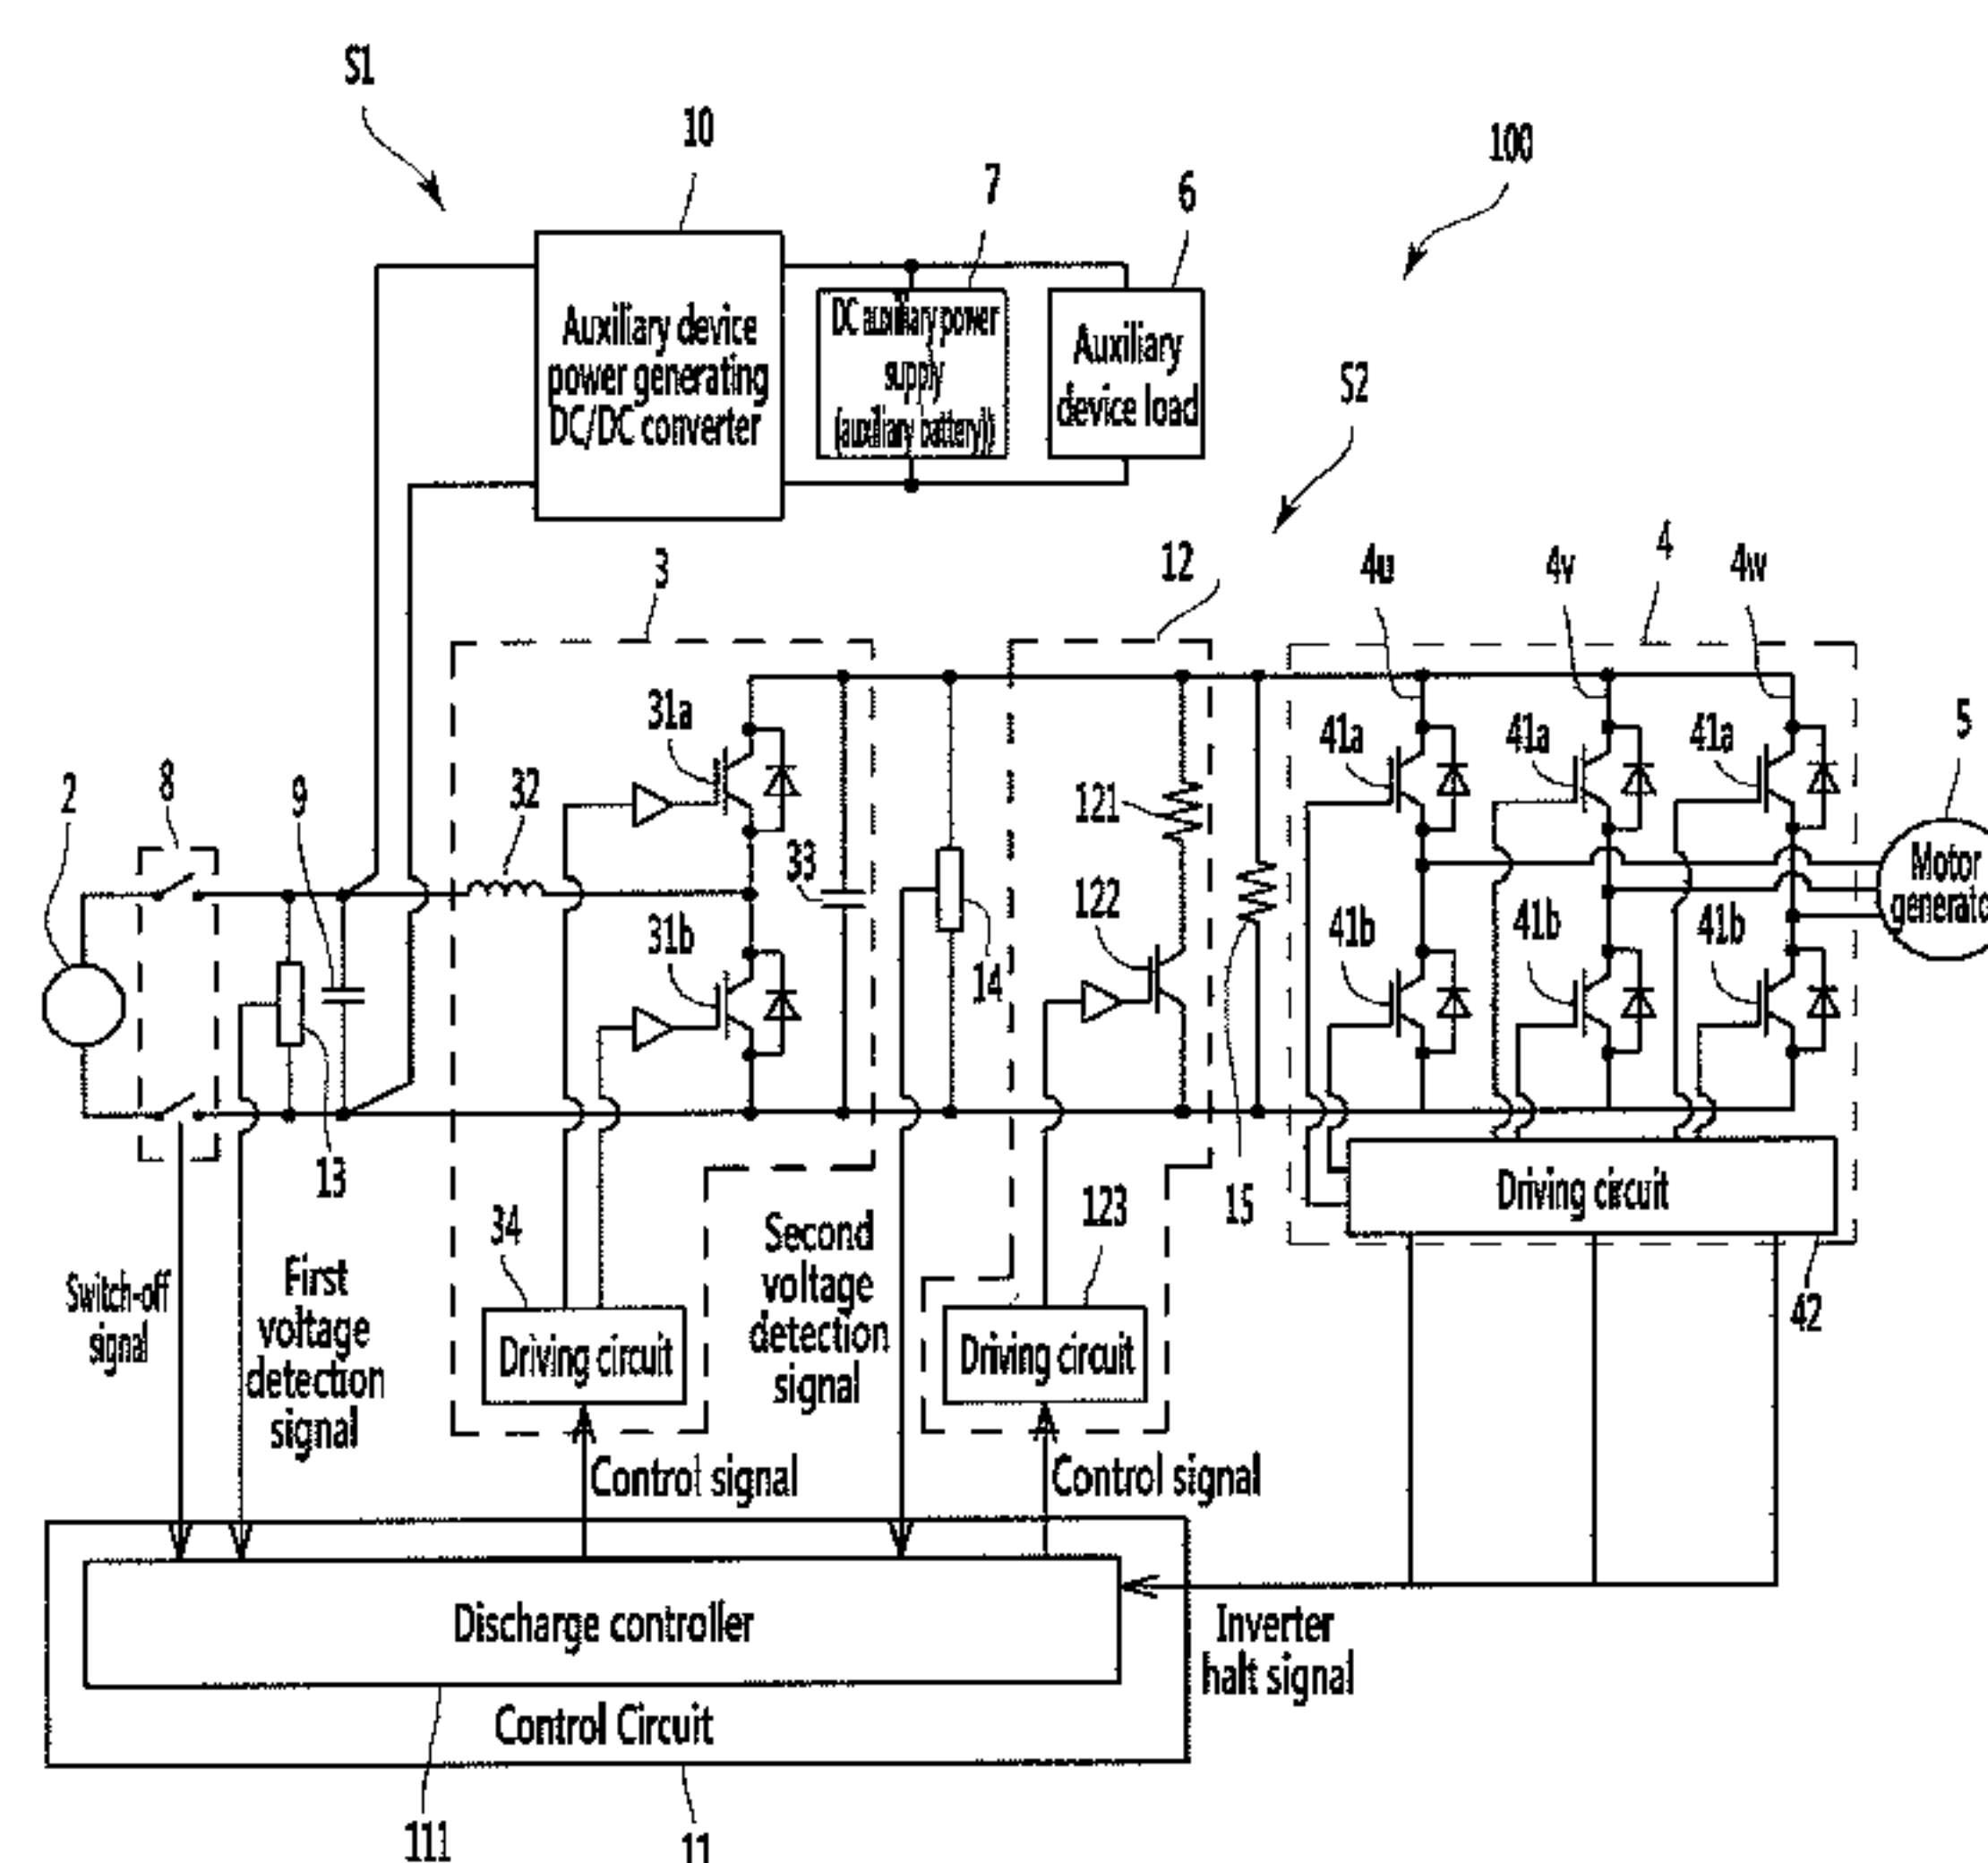 S1
10
100
7
6
Auxiliary device
power generating
DC/DC converter
DC auxiliary power
supply
(auxiliary battery))
Auxiliary
device load
S2
3
12
4u
4v
4
4w
31a
41a
41a
41a
5
2
8
9
32
121
33
Motor
generato
31b
122
41b
41b
41b
14
13
15
Driving circuit
34
123
42
Switch-off
signal
First
voltage
detection
signal
Second
voltage
detection
signal
Driving circuit
Driving circuit
Control signal
Control signal
Discharge controller
Inverter
halt signal
Control Circuit
111
11